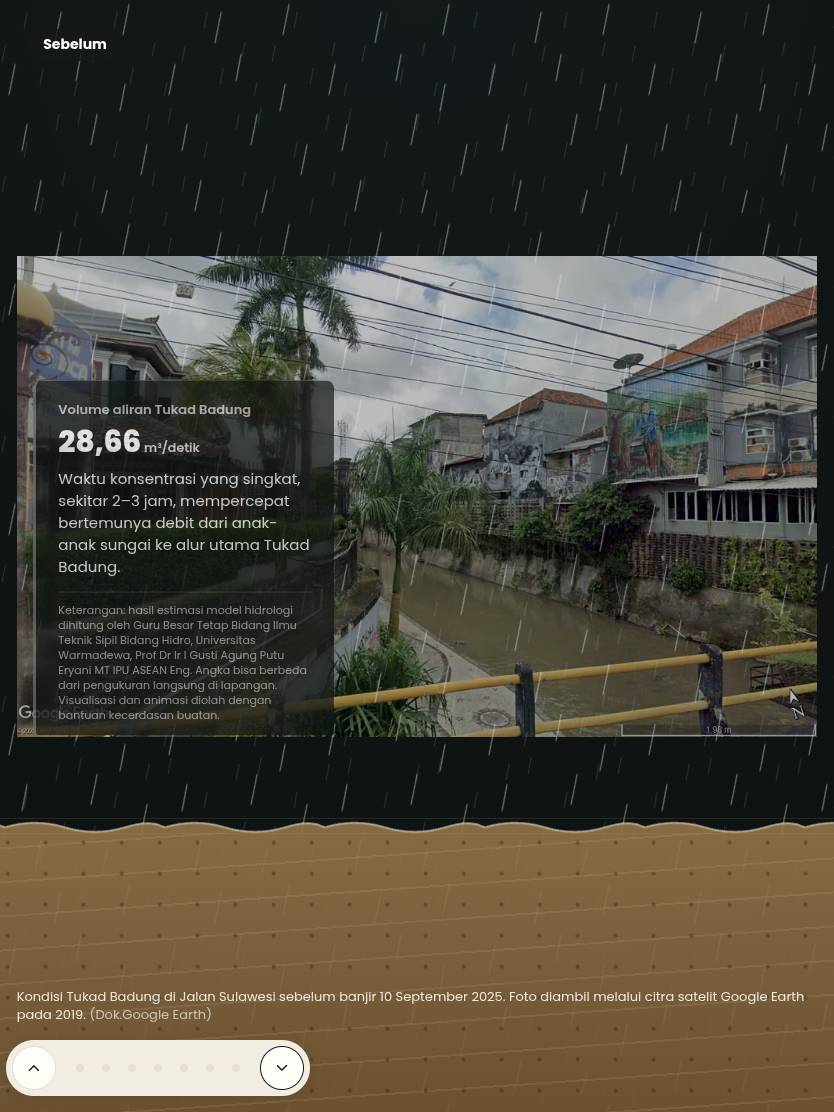 Sebelum
Volume aliran Tukad Badung
28,66 m³/detik
Waktu konsentrasi yang singkat,
sekitar 2–3 jam, mempercepat
bertemunya debit dari anak-
anak sungai ke alur utama Tukad
Badung.
Keterangan: hasil estimasi model hidrologi
dihitung oleh Guru Besar Tetap Bidang Ilmu
Teknik Sipil Bidang Hidro, Universitas
Warmadewa, Prof Dr Ir I Gusti Agung Putu
Eryani MT IPU ASEAN Eng. Angka bisa berbeda
dari pengukuran langsung di lapangan.
Visualisasi dan animasi diolah dengan
bantuan kecerdasan buatan.
Google Earth
Kondisi Tukad Badung di Jalan Sulawesi sebelum banjir 10 September 2025. Foto diambil melalui citra satelit Google Earth
pada 2019. (Dok.Google Earth)